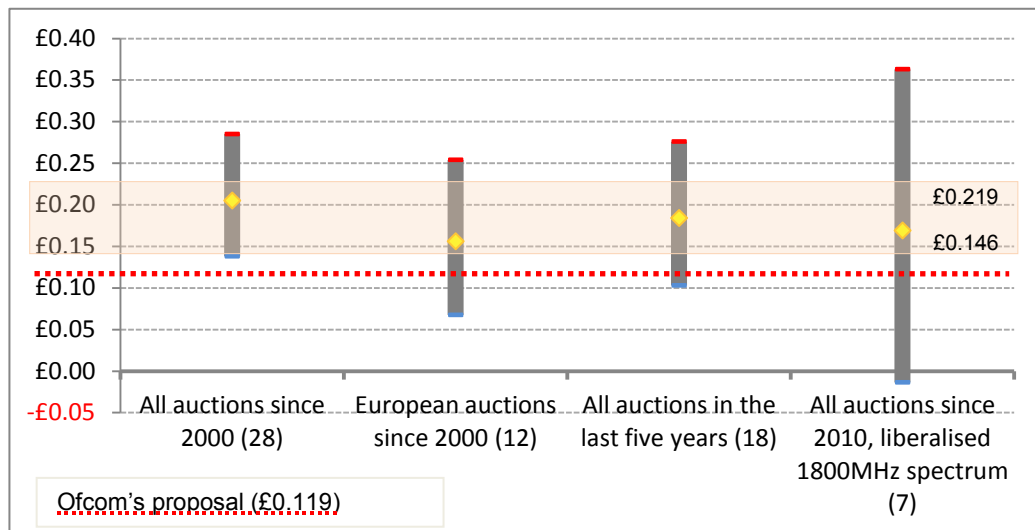 £0.40
£0.35
£0.30
£0.25
£0.20
£0.15
£0.10
£0.05
£0.00
-£0.05
£0.219
£0.146
All auctions since
2000 (28)
European auctions
since 2000 (12)
All auctions in the
last five years (18)
All auctions since
2010, liberalised
1800MHz spectrum
(7)
Ofcom's proposal (£0.119)